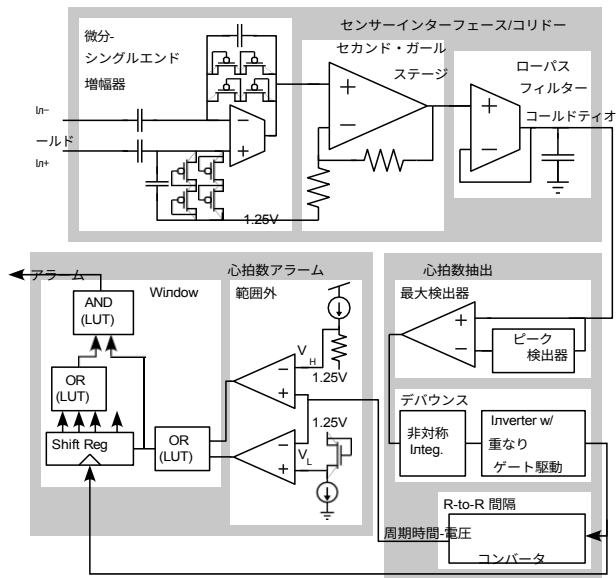 センサーインターフェース/コリドー
微分-
シングルエンド
増幅器
セカンド・ガール
ステージ
ローパス
フィルター
In−
ールド
In+
コールドティオ
1.25V
アラーム
心拍数アラーム
心拍数抽出
Window
範囲外
最大検出器
AND
(LUT)
OR
(LUT)
Shift Reg
OR
(LUT)
VH
1.25V
1.25V
VL
ピーク
検出器
デバウンス
非対称
Integ.
Inverter w/
重なり
ゲート駆動
R-to-R 間隔
周期時間-電圧
コンバータ